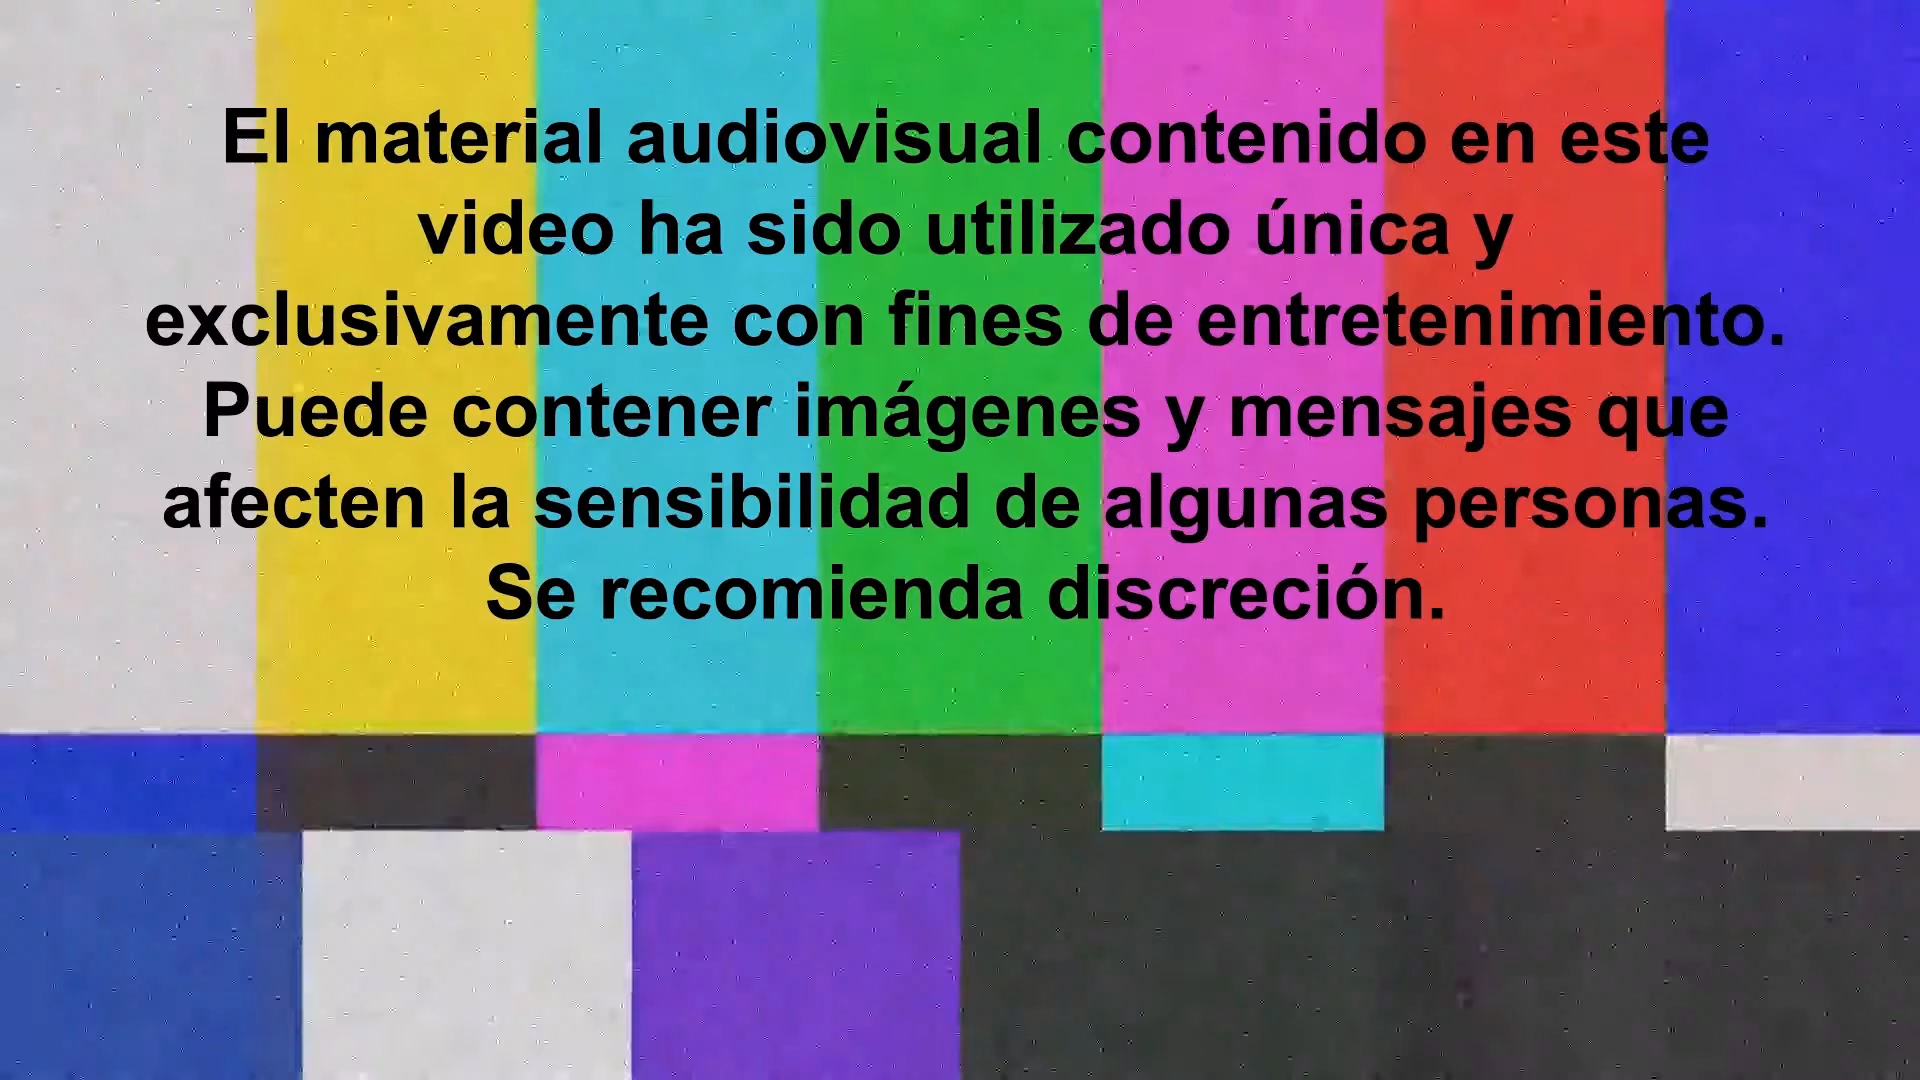 El material audiovisual contenido en este
video ha sido utilizado única y
exclusivamente con fines de entretenimiento.
Puede contener imágenes y mensajes que
afecten la sensibilidad de algunas personas.
Se recomienda discreción.